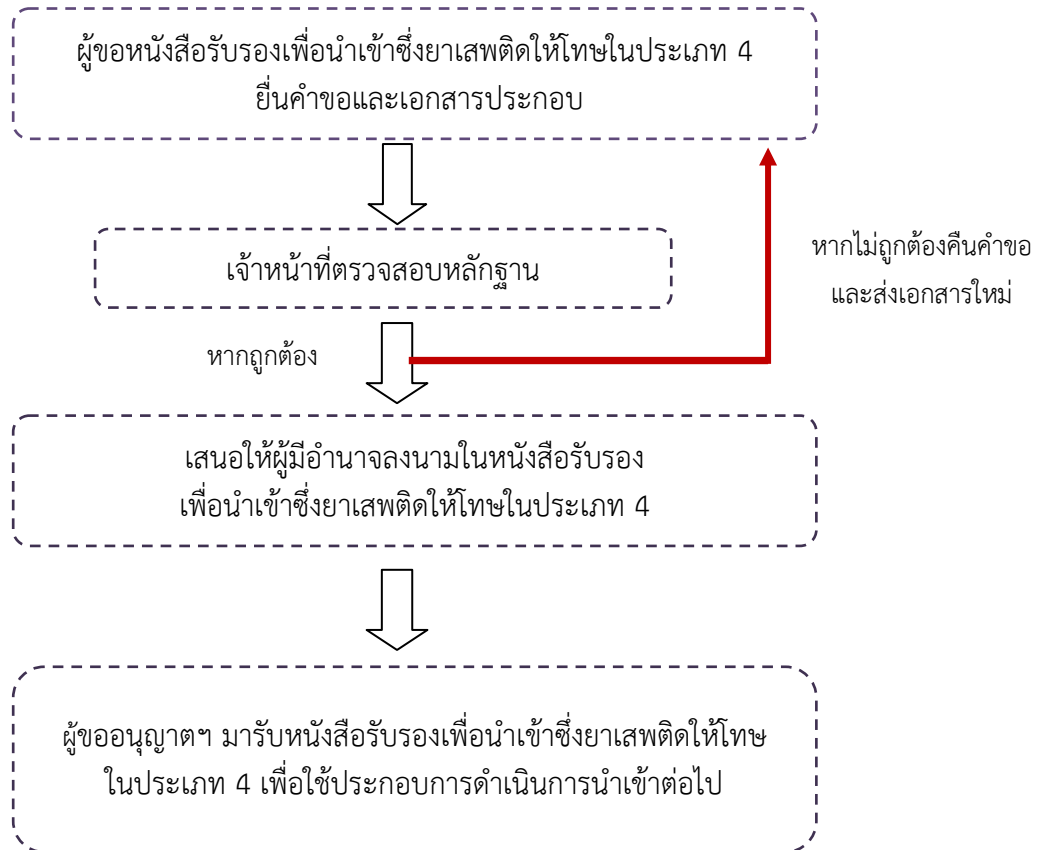 ผู้ขอหนังสือรับรองเพื่อนำเข้าซึ่งยาเสพติดให้โทษในประเภท 4
ยื่นคำขอและเอกสารประกอบ
เจ้าหน้าที่ตรวจสอบหลักฐาน
หากไม่ถูกต้องคืนคำขอ
และส่งเอกสารใหม่
หากถูกต้อง
เสนอให้ผู้มีอำนาจลงนามในหนังสือรับรอง
เพื่อนำเข้าซึ่งยาเสพติดให้โทษในประเภท 4
ผู้ขออนุญาตฯ มารับหนังสือรับรองเพื่อนำเข้าซึ่งยาเสพติดให้โทษ
ในประเภท 4 เพื่อใช้ประกอบการดำเนินการนำเข้าต่อไป